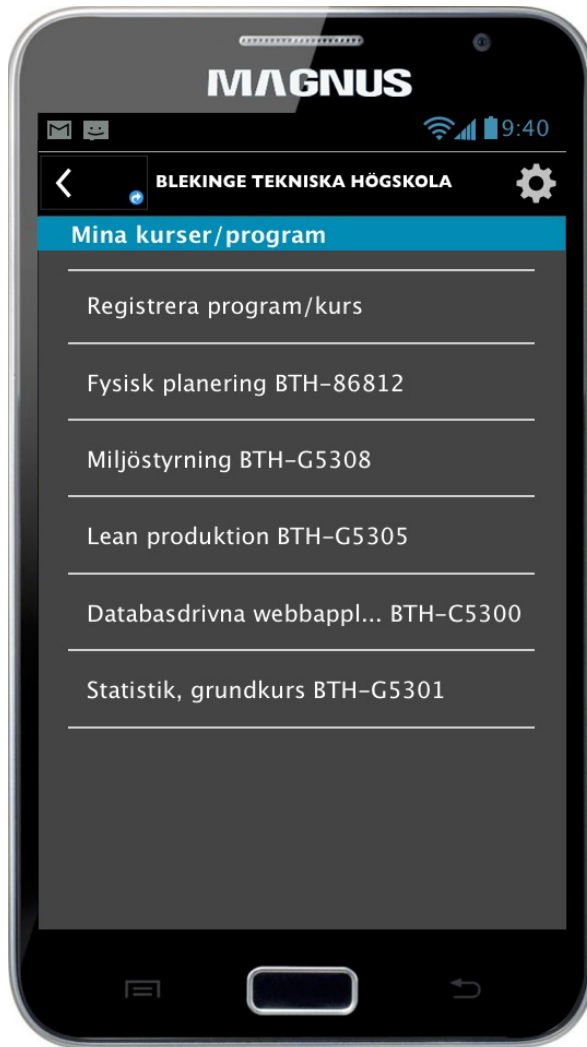 MAGNUS
9:40
BLEKINGE TEKNISKA HÖGSKOLA
Mina kurser/program
Registrera program/kurs
Fysisk planering BTH-86812
Miljöstyrning BTH-G5308
Lean produktion BTH-G5305
Databasdrivna webbappl... BTH-C5300
Statistik, grundkurs BTH-G5301